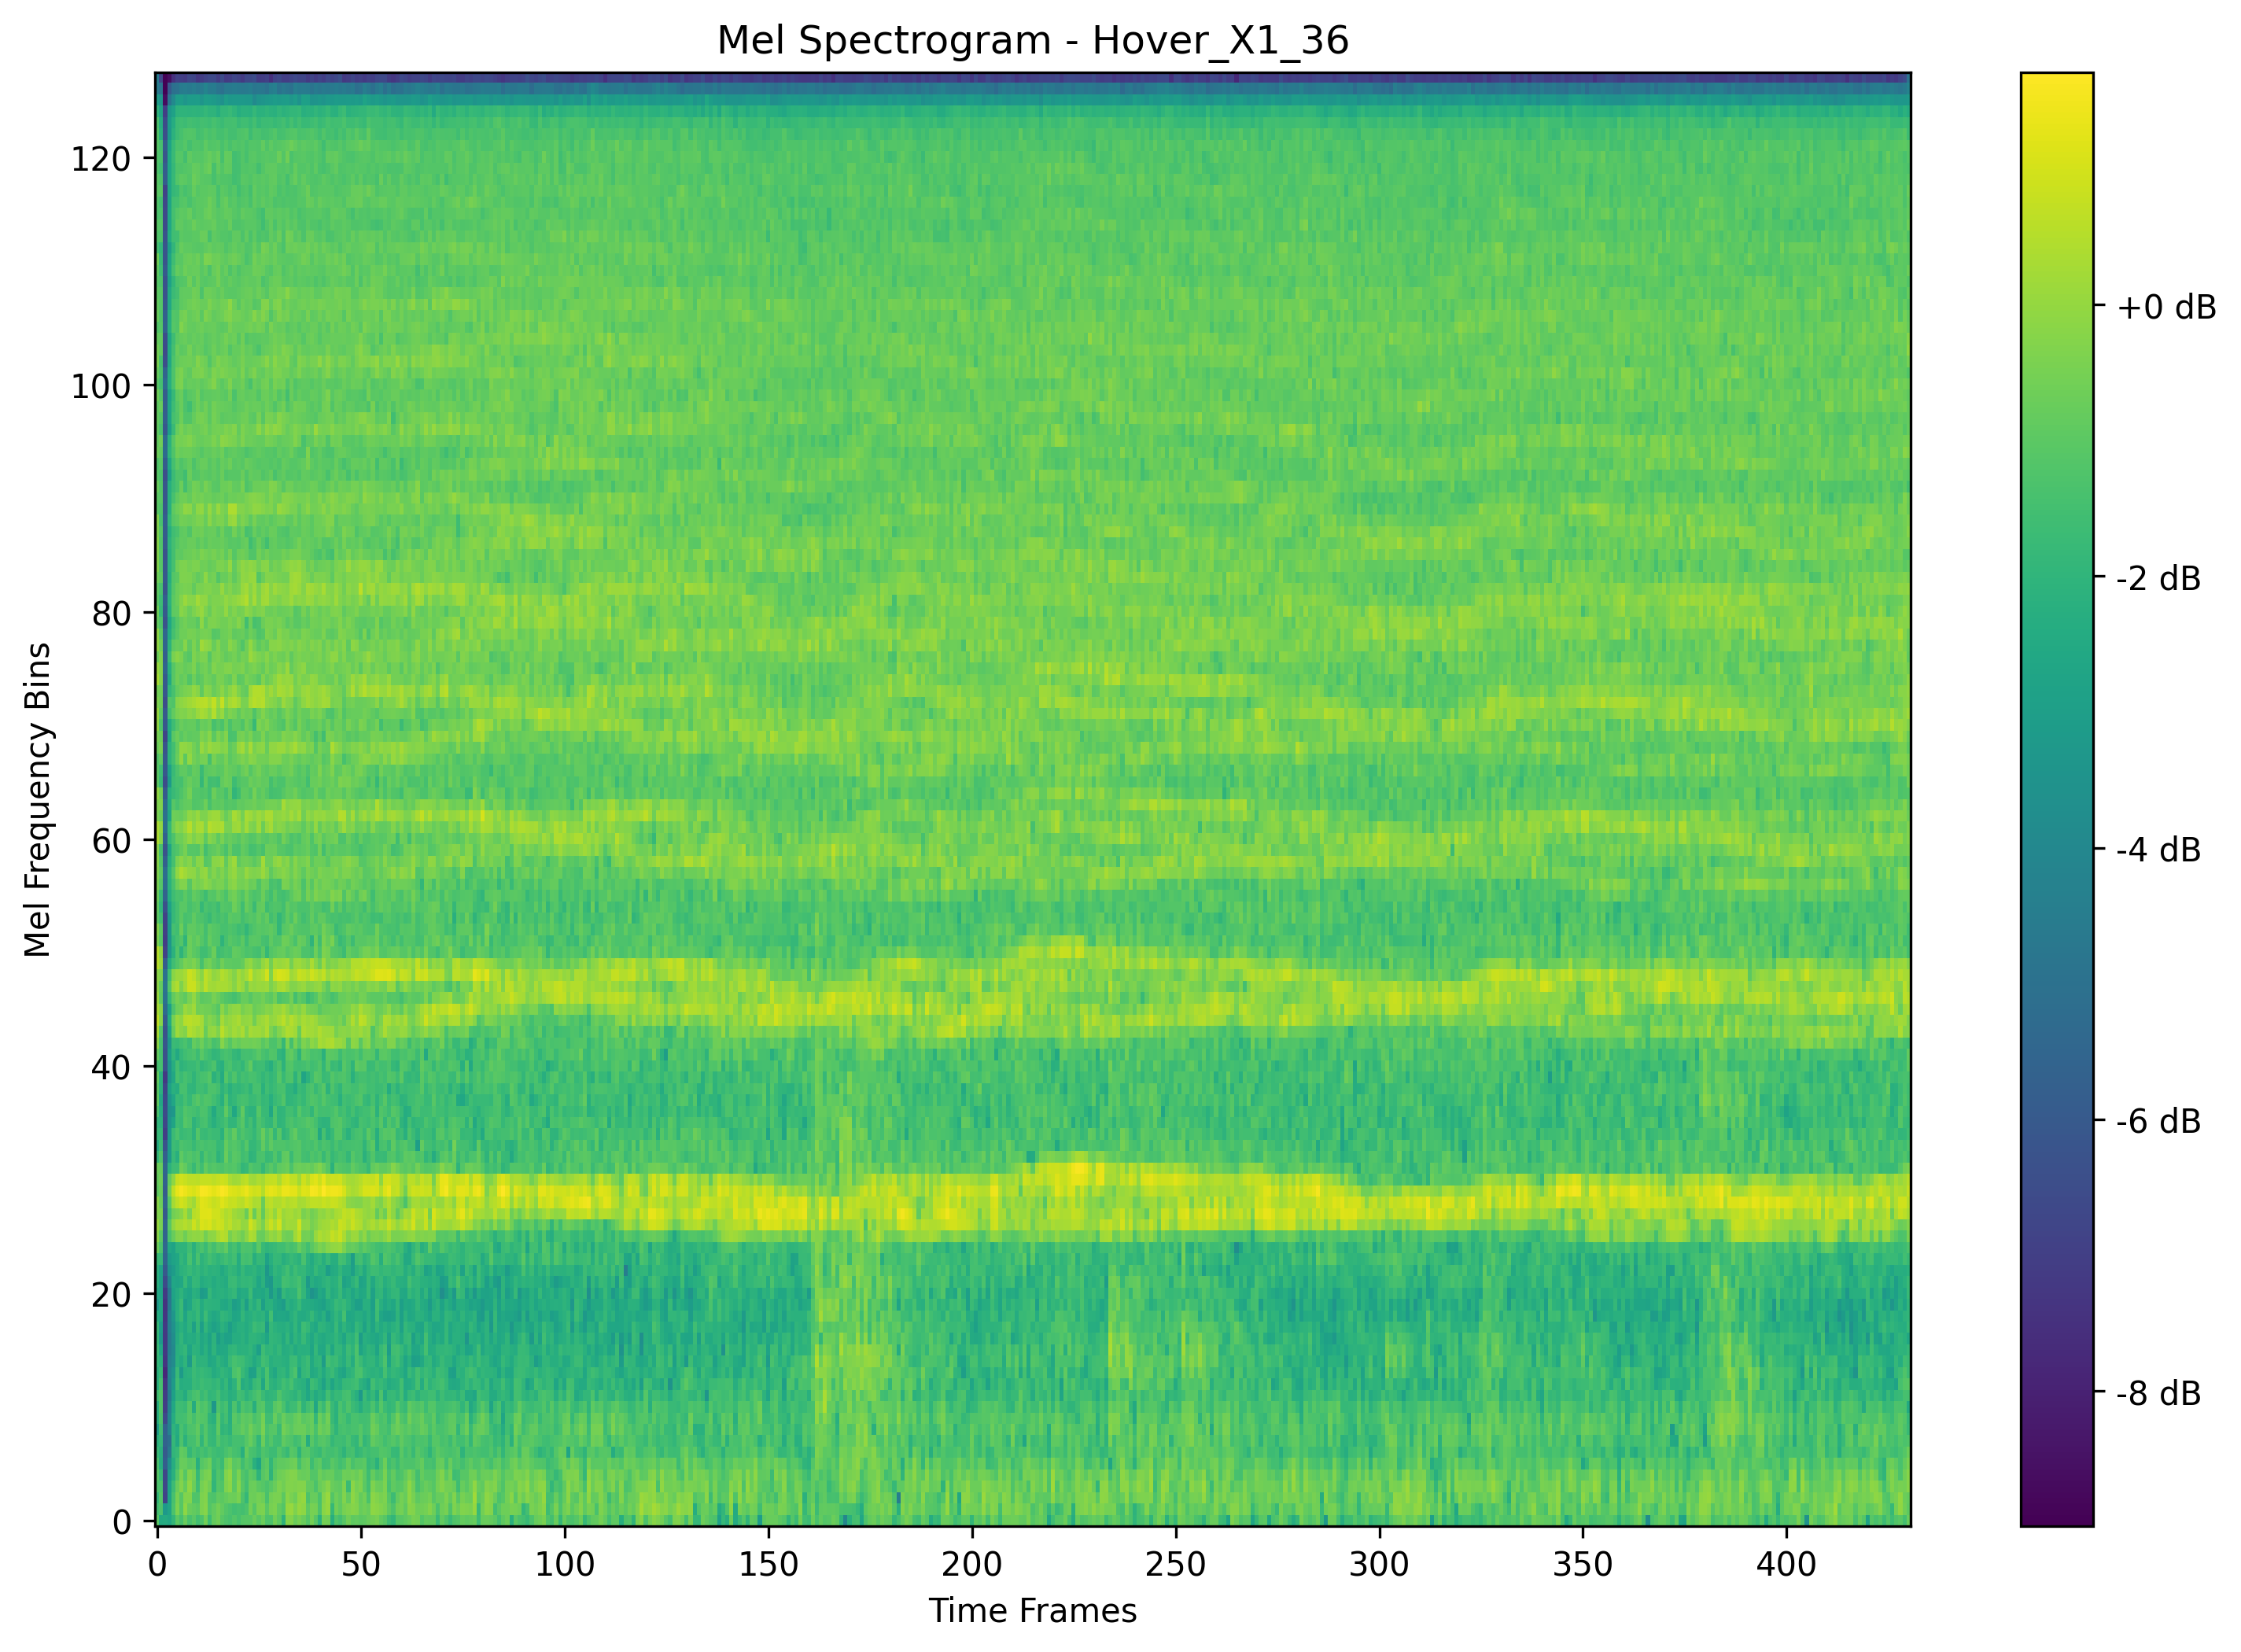 Mel Spectrogram - Hover_X1_36
120
100
80
60
40
20
0
Mel Frequency Bins
0 50 100 150 200 250 300 350 400
Time Frames
+0 dB
-2 dB
-4 dB
-6 dB
-8 dB